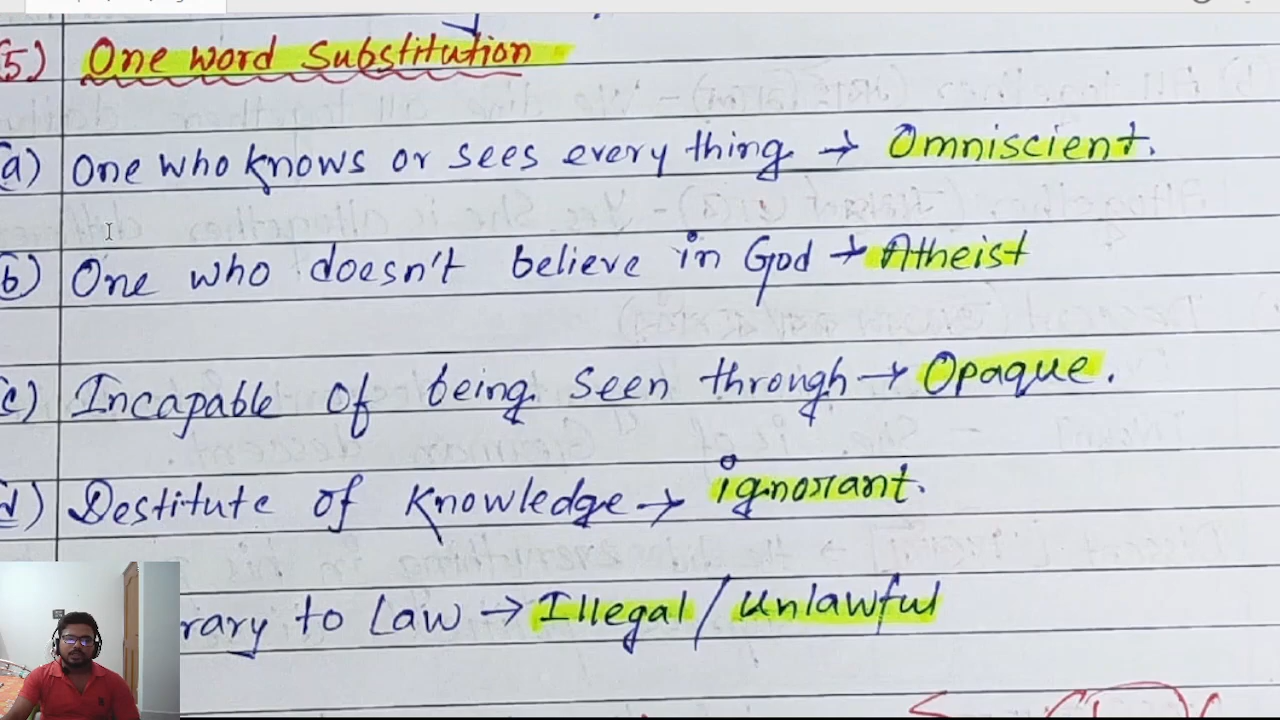 5) One word Substitution
a) One who knows or sees every thing → Omniscient.
b) One who doesn't believe in God → Atheist
c) Incapable of being seen through → Opaque.
d) Destitute of Knowledge → ignorant.
rary to Law → Illegal / Unlawful